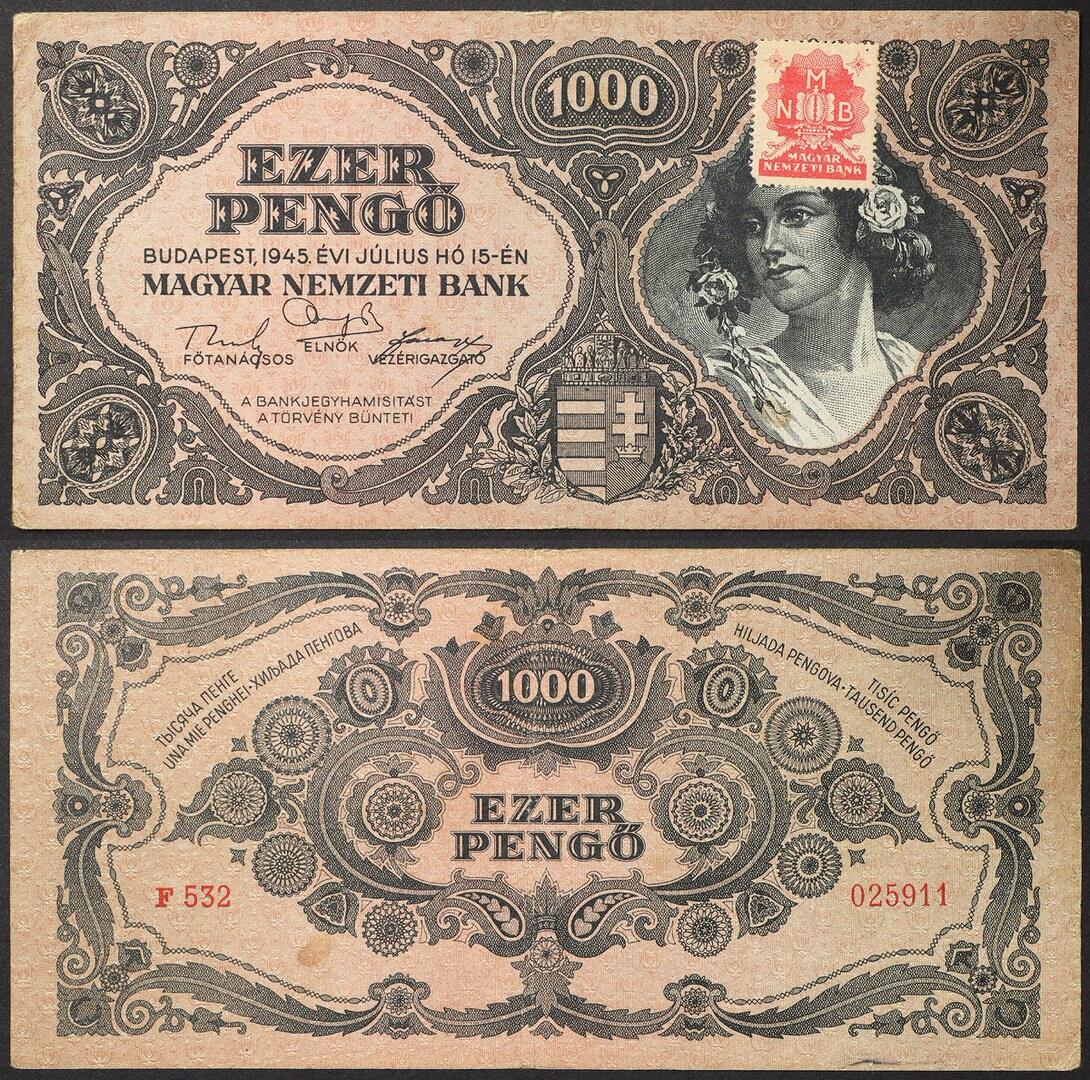 1000
M
N B
MAGYAR
NEMZETI BANK
EZER
PENGŐ
BUDAPEST, 1945. ÉVI JÚLIUS HÓ 15-ÉN
MAGYAR NEMZETI BANK
FŐTANÁCSOS ELNÖK VEZÉRIGAZGATÓ
A BANKJEGYHAMISITÁST
A TÖRVÉNY BÜNTETI
ТЫСЯЧА ПЕНГЕ
UNA MIE PENGHEI·ХИЉАДА ПЕНГОВА
HILJADA PENGOVA·TAUSEND PENGŐ
TISÍC PENGŐ
1000
EZER
PENGŐ
F 532
025911
EZER PENGŐ